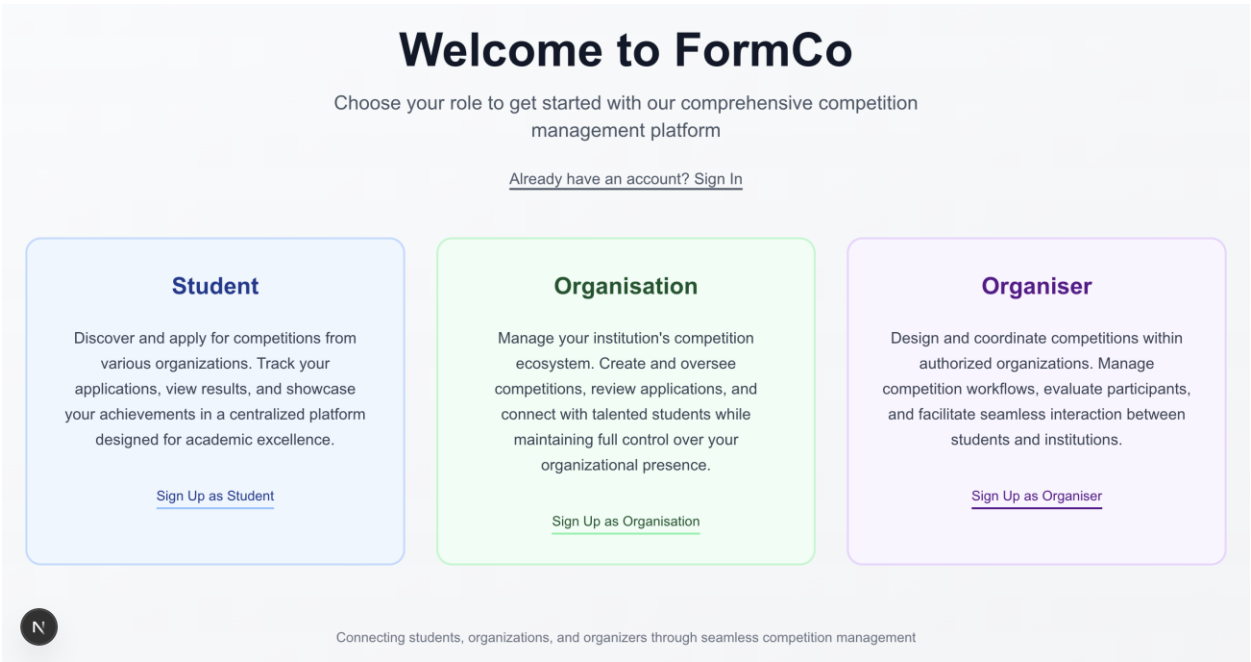 Welcome to FormCo
Choose your role to get started with our comprehensive competition
management platform
Already have an account? Sign In
Student
Discover and apply for competitions from
various organizations. Track your
applications, view results, and showcase
your achievements in a centralized platform
designed for academic excellence.
Sign Up as Student
Organisation
Manage your institution's competition
ecosystem. Create and oversee
competitions, review applications, and
connect with talented students while
maintaining full control over your
organizational presence.
Sign Up as Organisation
Organiser
Design and coordinate competitions within
authorized organizations. Manage
competition workflows, evaluate participants,
and facilitate seamless interaction between
students and institutions.
Sign Up as Organiser
N
Connecting students, organizations, and organizers through seamless competition management